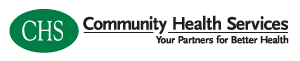 CHS
Community Health Services
Your Partners for Better Health